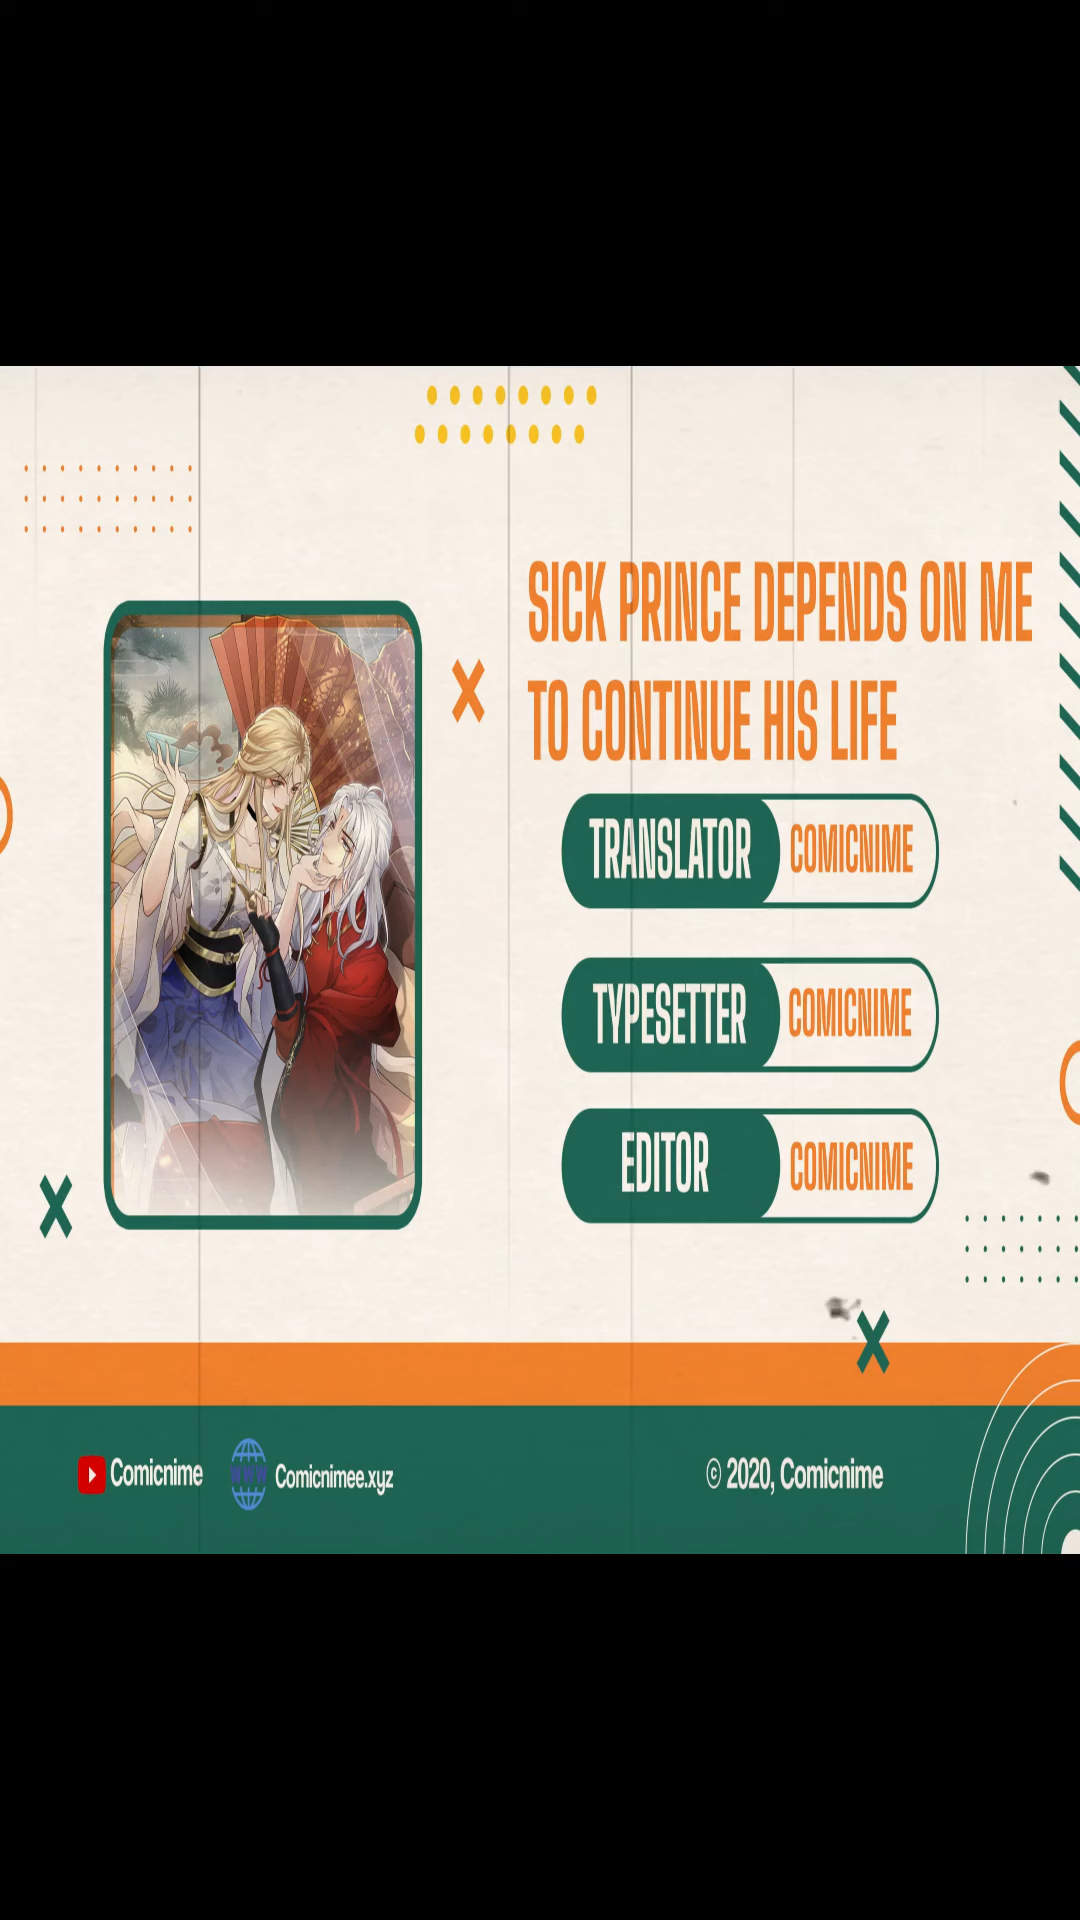 SICK PRINCE DEPENDS ON ME
TO CONTINUE HIS LIFE
TRANSLATOR COMICNIME
TYPESETTER COMICNIME
EDITOR COMICNIME
Comicnime
WWW
Comicnimee.xyz
© 2020, Comicnime